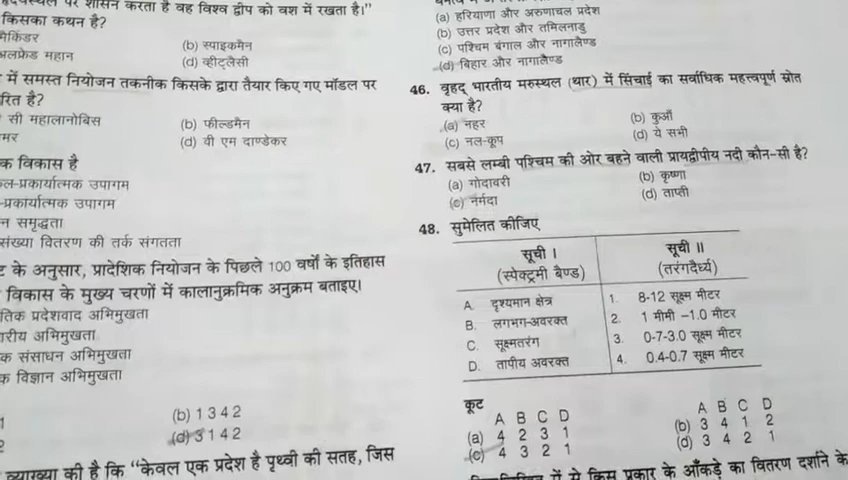 शासन करता है वह विश्व द्वीप को वश में रखता है।”
किसका कथन है?
मैकिंडर
(b) स्पाइकमैन
अलफ्रेड महान
(d) व्हीट्लैसी
में समस्त नियोजन तकनीक किसके द्वारा तैयार किए गए मॉडल पर
रित है?
सी महालानोबिस
(b) फील्डमैन
मर
(d) वी एम दाण्डेकर
क विकास है
ल-प्रकार्यात्मक उपागम
-प्रकार्यात्मक उपागम
न समृद्धता
संख्या वितरण की तर्क संगतता
ट के अनुसार, प्रादेशिक नियोजन के पिछले 100 वर्षों के इतिहास
विकास के मुख्य चरणों में कालानुक्रमिक अनुक्रम बताइए।
तिक प्रदेशवाद अभिमुखता
ारीय अभिमुखता
क संसाधन अभिमुखता
क विज्ञान अभिमुखता
1
(b) 1 3 4 2
2
(d) 3 1 4 2
व्याख्या की है कि “केवल एक प्रदेश है पृथ्वी की सतह, जिस
(a) हरियाणा और अरुणाचल प्रदेश
(b) उत्तर प्रदेश और तमिलनाडु
(c) पश्चिम बंगाल और नागालैण्ड
(d) बिहार और नागालैण्ड
46. वृहद् भारतीय मरुस्थल (थार) में सिंचाई का सर्वाधिक महत्त्वपूर्ण स्रोत
क्या है?
(a) नहर
(b) कुआँ
(c) नल-कूप
(d) ये सभी
47. सबसे लम्बी पश्चिम की ओर बहने वाली प्रायद्वीपीय नदी कौन-सी है?
(a) गोदावरी
(b) कृष्णा
(c) नर्मदा
(d) ताप्ती
48. सुमेलित कीजिए
सूची I
(स्पेक्ट्रमी बैण्ड)
सूची II
(तरंगदैर्ध्य)
A. दृश्यमान क्षेत्र
1. 8-12 सूक्ष्म मीटर
B. लगभग-अवरक्त
2. 1 मीमी –1.0 मीटर
C. सूक्ष्मतरंग
3. 0-7-3.0 सूक्ष्म मीटर
D. तापीय अवरक्त
4. 0.4-0.7 सूक्ष्म मीटर
कूट
A B C D
A B C D
(a) 4 2 3 1
(b) 3 4 1 2
(c) 4 3 2 1
(d) 3 4 2 1
में से किस प्रकार के आँकड़े का वितरण दर्शाने के